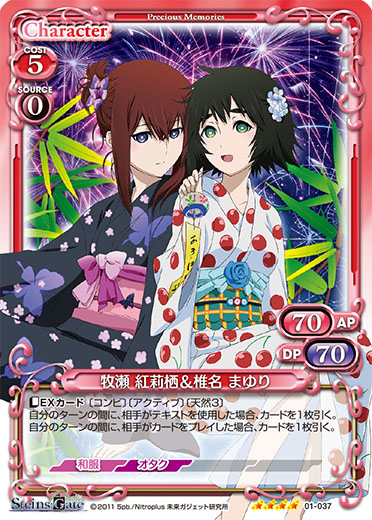 Precious Memories
Character
COST
5
SOURCE
0
70 AP
DP 70
牧瀬 紅莉栖&椎名 まゆり
EXカード [コンビ] [アクティブ] [天然3]
自分のターンの間に、相手がテキストを使用した場合、カードを1枚引く。
自分のターンの間に、相手がカードをプレイした場合、カードを1枚引く。
和服 オタク
Steins;Gate ©2011 5pb./Nitroplus 未来ガジェット研究所 ★★★★ 01-037